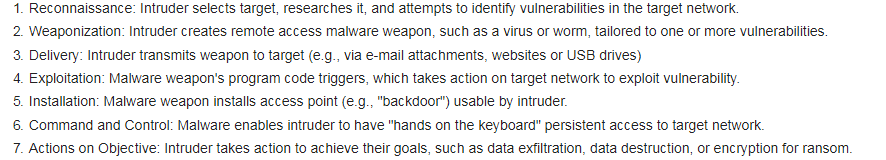 1. Reconnaissance: Intruder selects target, researches it, and attempts to identify vulnerabilities in the target network.
2. Weaponization: Intruder creates remote access malware weapon, such as a virus or worm, tailored to one or more vulnerabilities.
3. Delivery: Intruder transmits weapon to target (e.g., via e-mail attachments, websites or USB drives)
4. Exploitation: Malware weapon's program code triggers, which takes action on target network to exploit vulnerability.
5. Installation: Malware weapon installs access point (e.g., "backdoor") usable by intruder.
6. Command and Control: Malware enables intruder to have "hands on the keyboard" persistent access to target network.
7. Actions on Objective: Intruder takes action to achieve their goals, such as data exfiltration, data destruction, or encryption for ransom.